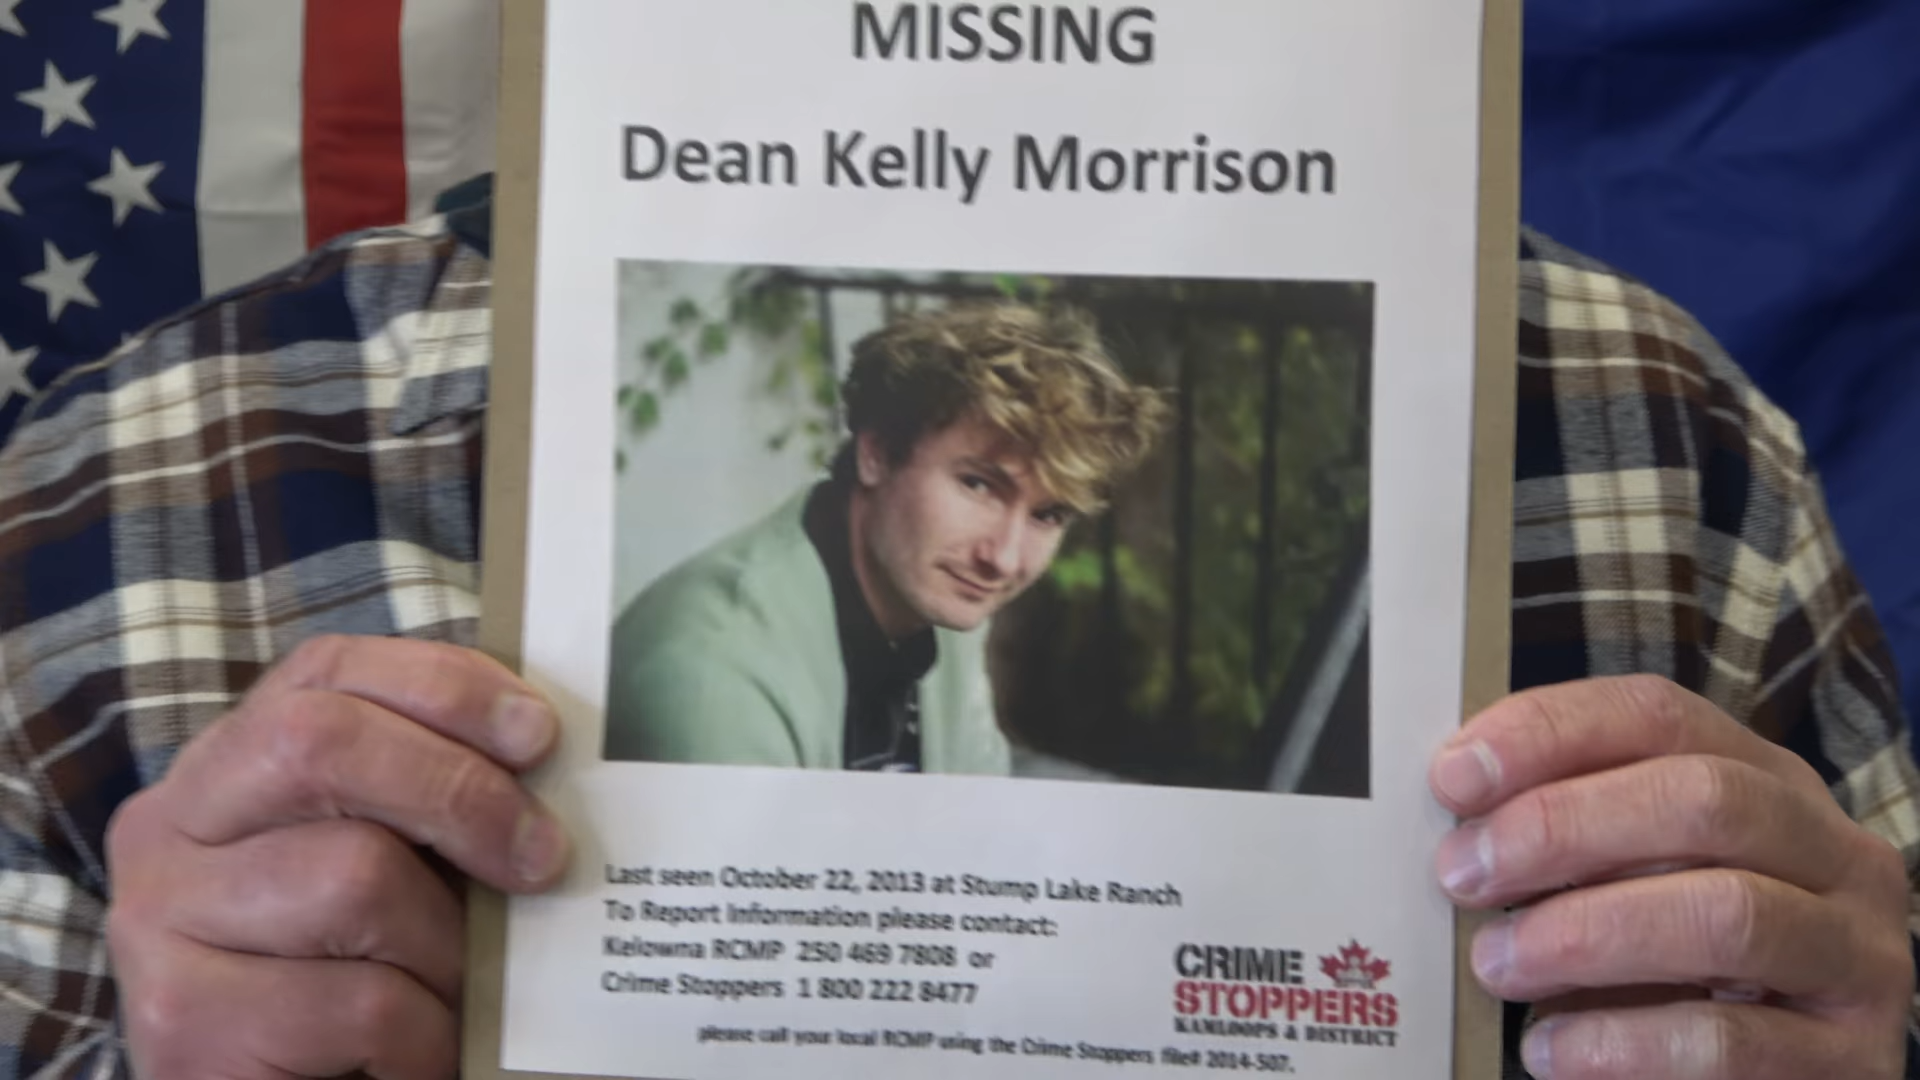 MISSING
Dean Kelly Morrison
Last seen October 22, 2013 at Stump Lake Ranch
To Report Information please contact:
Kelowna RCMP 250 469 7808 or
Crime Stoppers 1 800 222 8477
CRIME
STOPPERS
KAMLOOPS & DISTRICT
please call your local RCMP using the Crime Stoppers file# 2014-507.